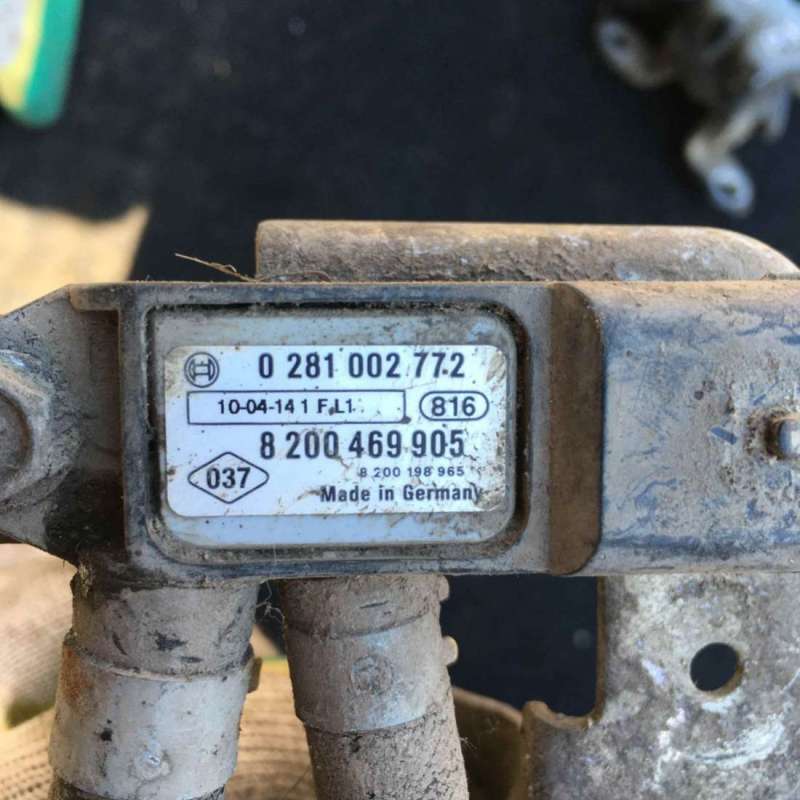 0 281 002 772
10-04-14 1 F L1
816
8 200 469 905
8 200 198 965
037
Made in Germany